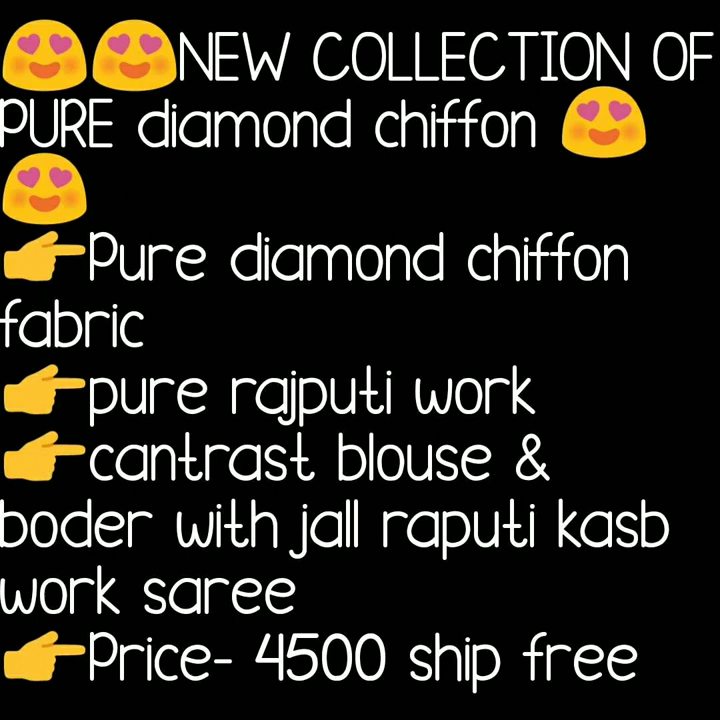 😍😍NEW COLLECTION OF
PURE diamond chiffon 😍
😍
👉Pure diamond chiffon
fabric
👉pure rajputi work
👉cantrast blouse &
boder with jall raputi kasb
work saree
👉Price- 4500 ship free